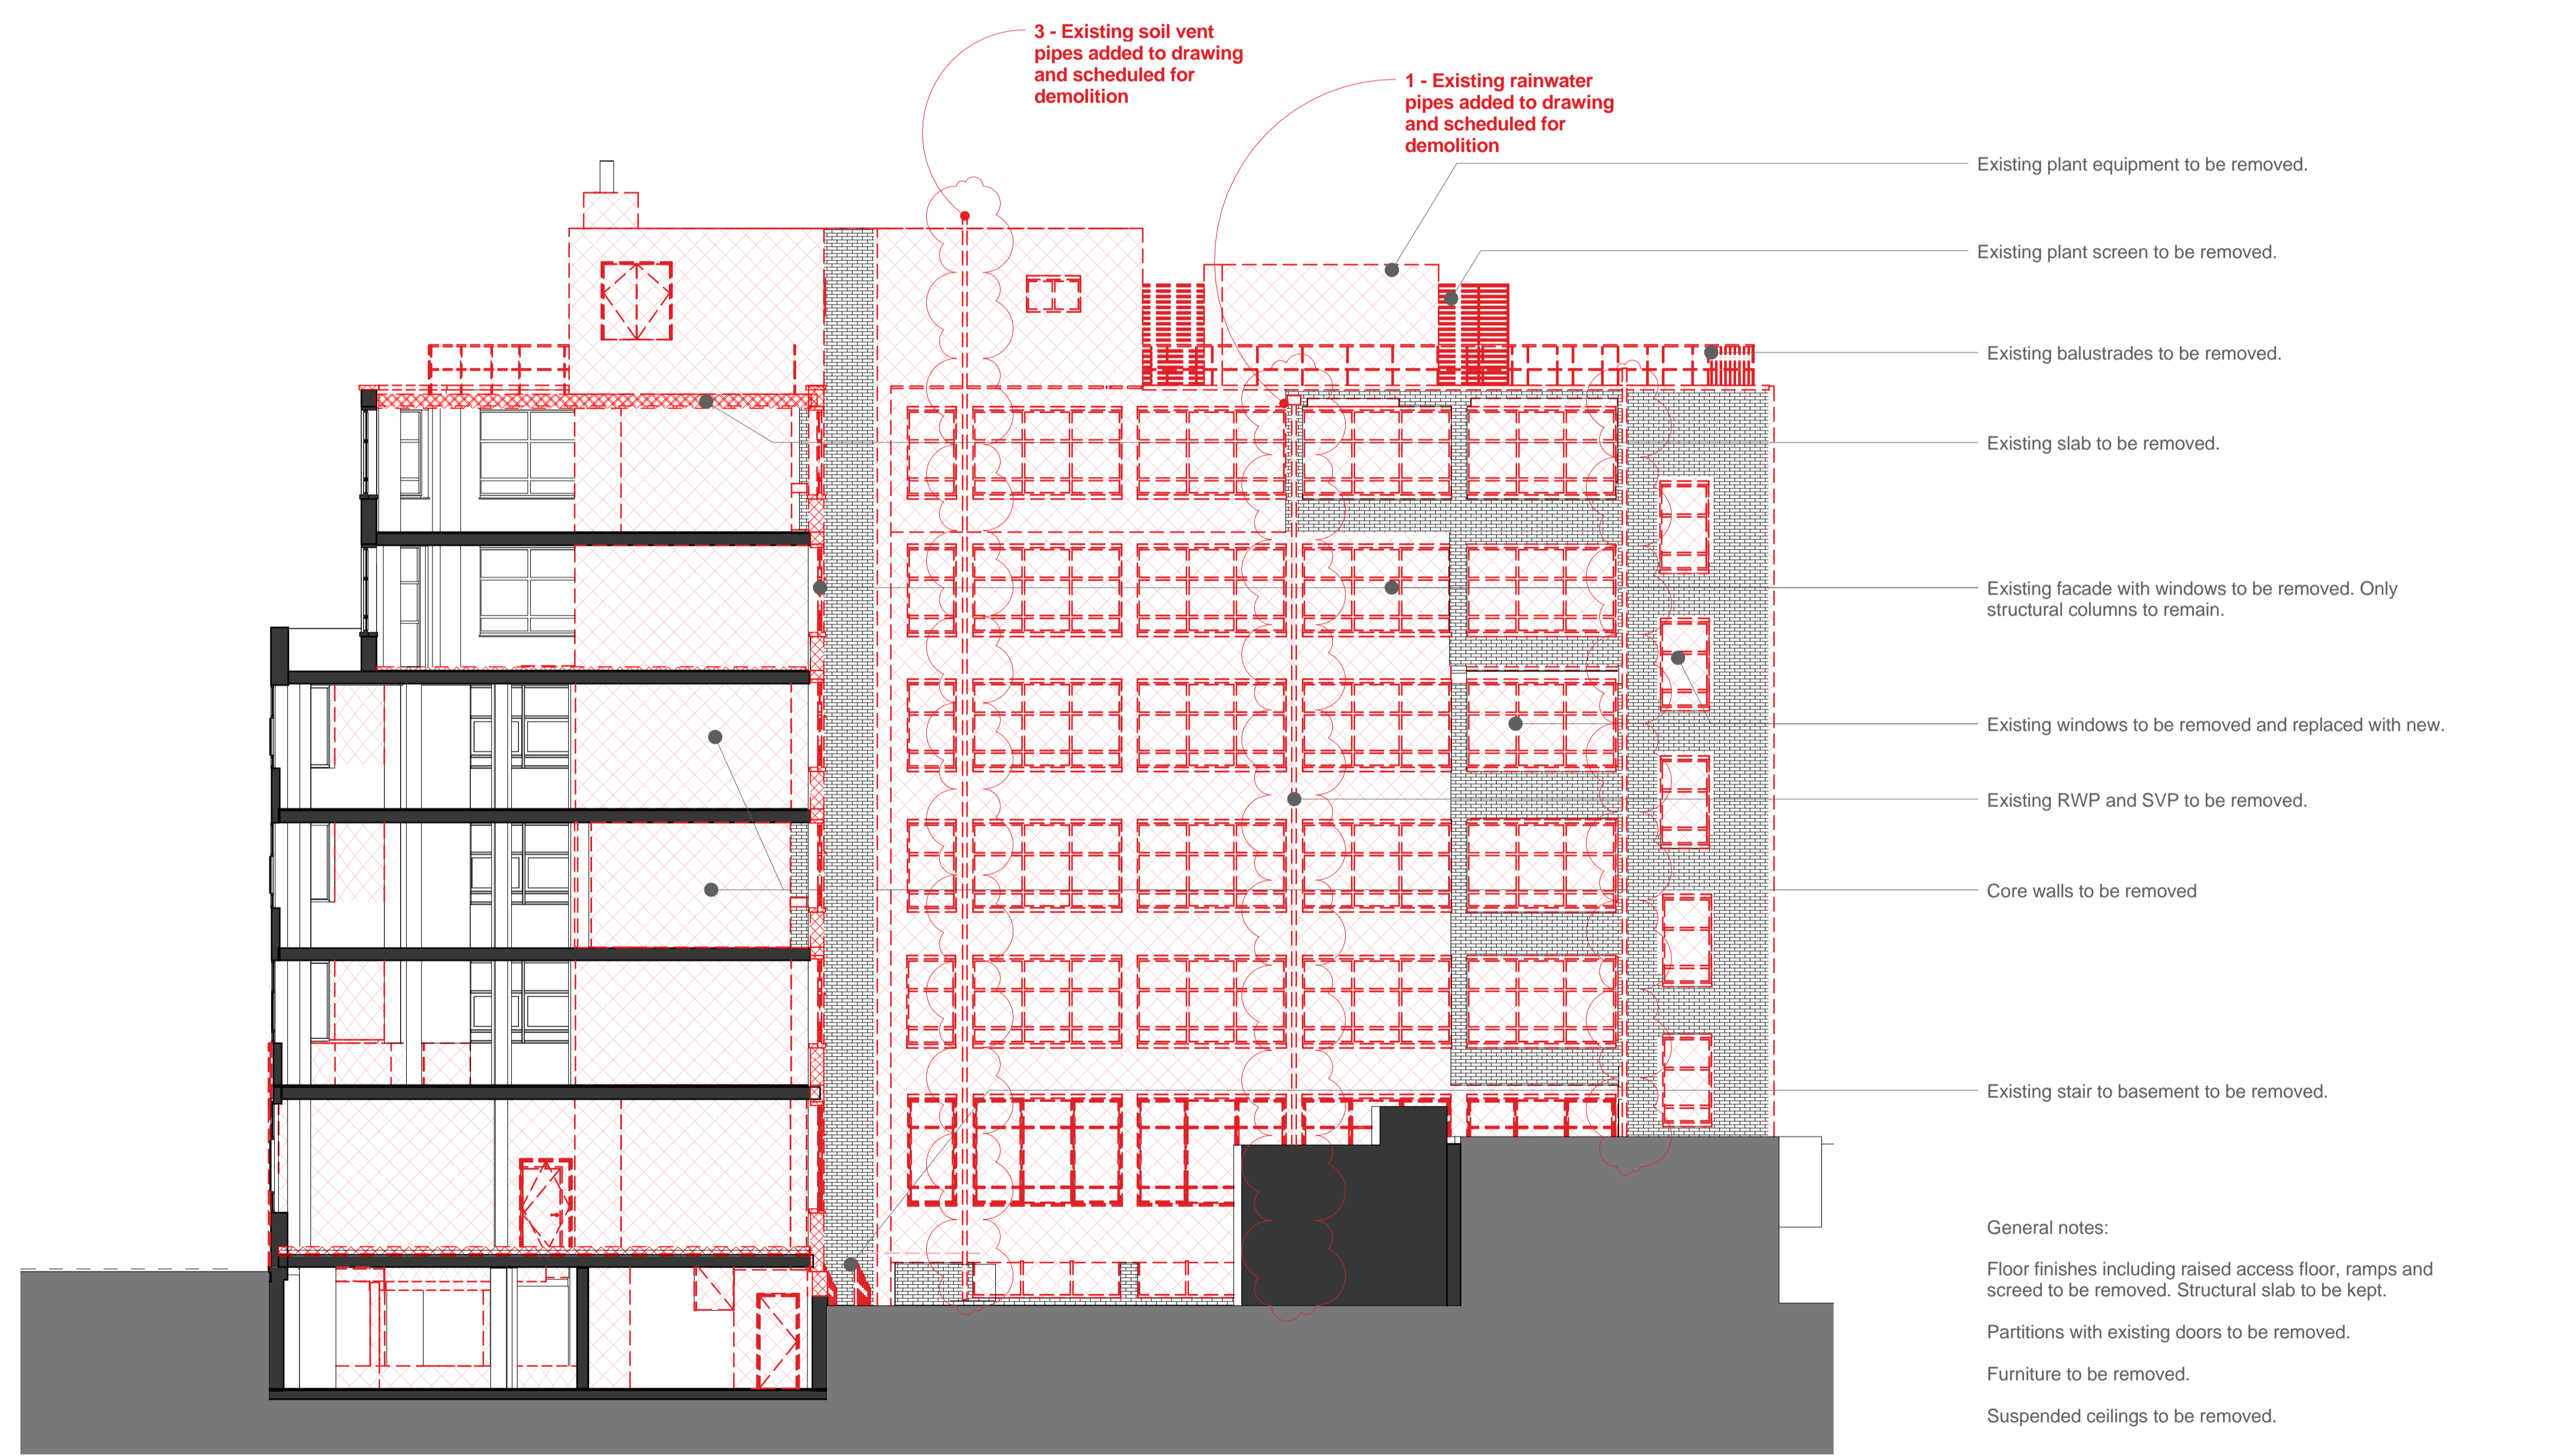 3 - Existing soil vent
pipes added to drawing
and scheduled for
demolition
1 - Existing rainwater
pipes added to drawing
and scheduled for
demolition
Existing plant equipment to be removed.
Existing plant screen to be removed.
Existing balustrades to be removed.
Existing slab to be removed.
Existing facade with windows to be removed. Only
structural columns to remain.
Existing windows to be removed and replaced with new.
Existing RWP and SVP to be removed.
Core walls to be removed
Existing stair to basement to be removed.
General notes:
Floor finishes including raised access floor, ramps and
screed to be removed. Structural slab to be kept.
Partitions with existing doors to be removed.
Furniture to be removed.
Suspended ceilings to be removed.